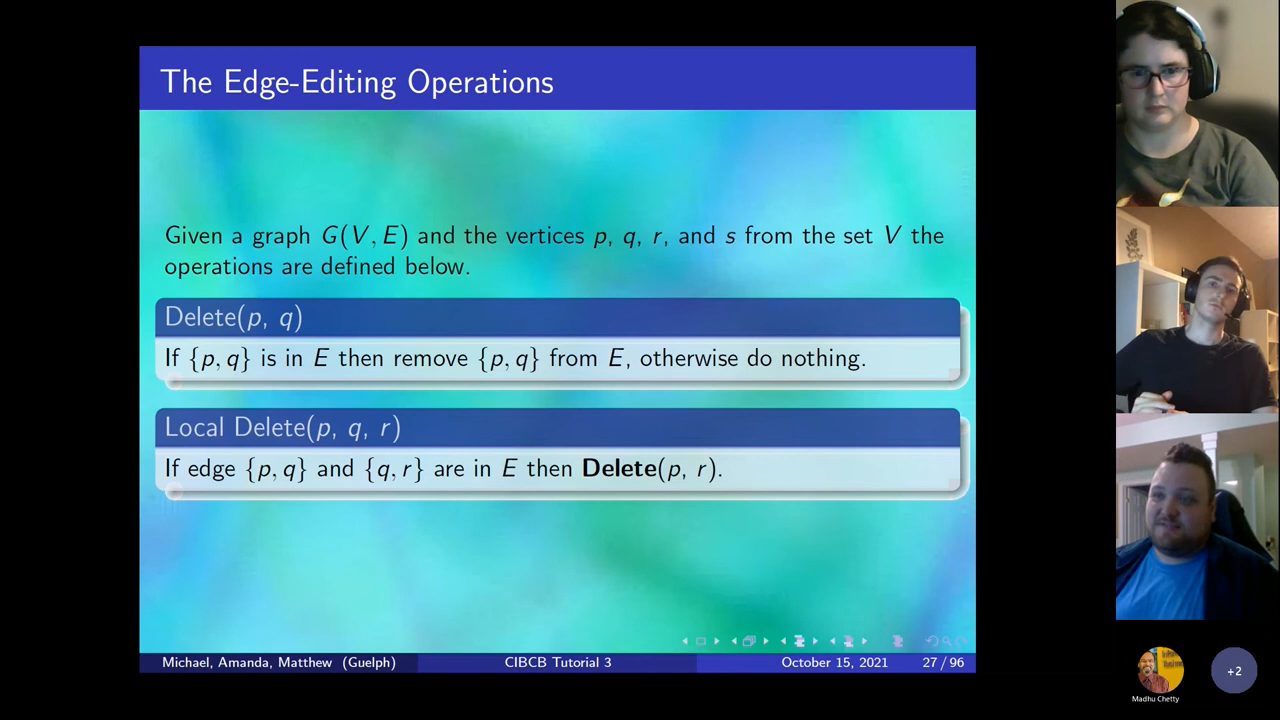 The Edge-Editing Operations
Given a graph G(V, E) and the vertices p, q, r, and s from the set V the
operations are defined below.
Delete(p, q)
If {p, q} is in E then remove {p, q} from E, otherwise do nothing.
Local Delete(p, q, r)
If edge {p, q} and {q, r} are in E then Delete(p, r).
Michael, Amanda, Matthew (Guelph) CIBCB Tutorial 3 October 15, 2021 27 / 96
Madhu Chetty
+2